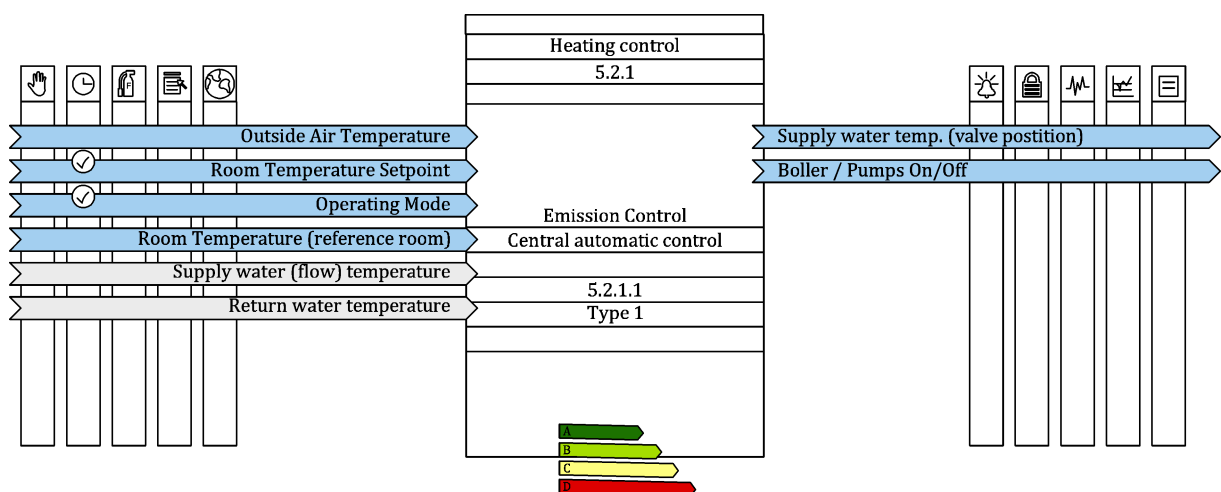 Heating control
5.2.1
F
Outside Air Temperature
Room Temperature Setpoint
Operating Mode
Room Temperature (reference room)
Supply water (flow) temperature
Return water temperature
Emission Control
Central automatic control
5.2.1.1
Type 1
Supply water temp. (valve postition)
Boller / Pumps On/Off
A
B
C
D